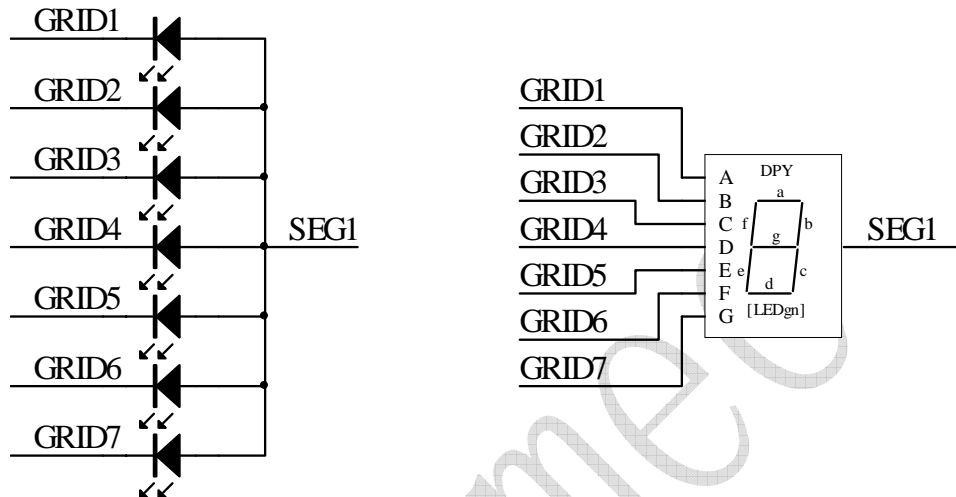 GRID1
GRID2
GRID3
GRID4
SEG1
GRID5
GRID6
GRID7
GRID1
GRID2
GRID3
GRID4
GRID5
GRID6
GRID7
DPY
A
B
C
D
E
F
G
a
f
b
g
e
c
d
[LEDgn]
SEG1